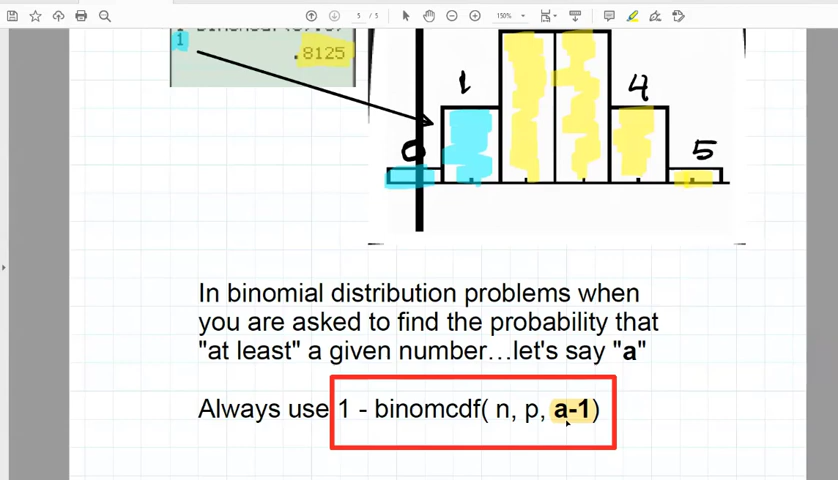 5 / 5
150%
1
.8125
1
4
0
5
In binomial distribution problems when
you are asked to find the probability that
"at least" a given number...let's say "a"
Always use 1 - binomcdf( n, p, a-1)